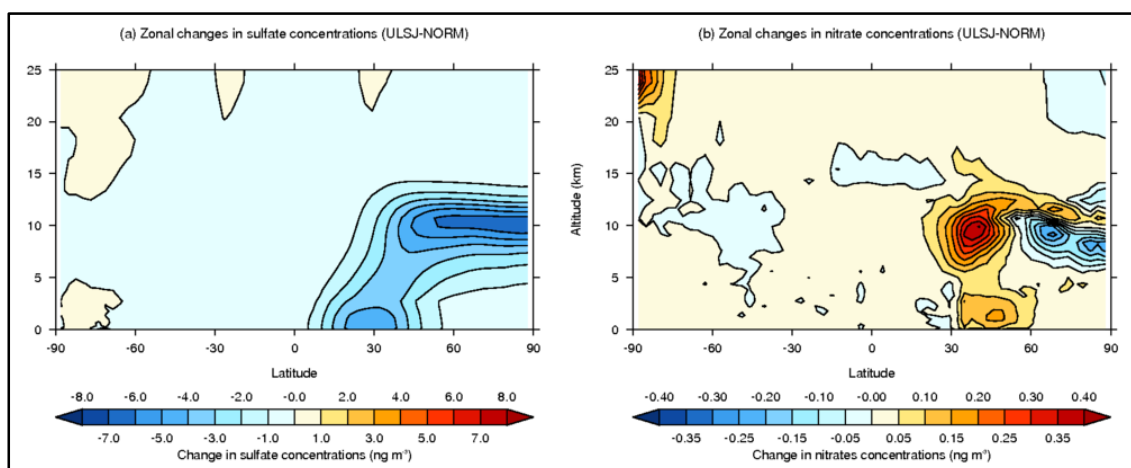 (a) Zonal changes in sulfate concentrations (ULSJ-NORM)
25
20
15
10
5
0
-90 -60 -30 0 30 60 90
Latitude
-8.0 -6.0 -4.0 -2.0 -0.0 2.0 4.0 6.0 8.0
-7.0 -5.0 -3.0 -1.0 1.0 3.0 5.0 7.0
Change in sulfate concentrations (ng m⁻³)
(b) Zonal changes in nitrate concentrations (ULSJ-NORM)
Altitude (km)
25
20
15
10
5
0
-90 -60 -30 0 30 60 90
Latitude
-0.40 -0.30 -0.20 -0.10 0.00 0.10 0.20 0.30 0.40
-0.35 -0.25 -0.15 -0.05 0.05 0.15 0.25 0.35
Change in nitrates concentrations (ng m⁻³)